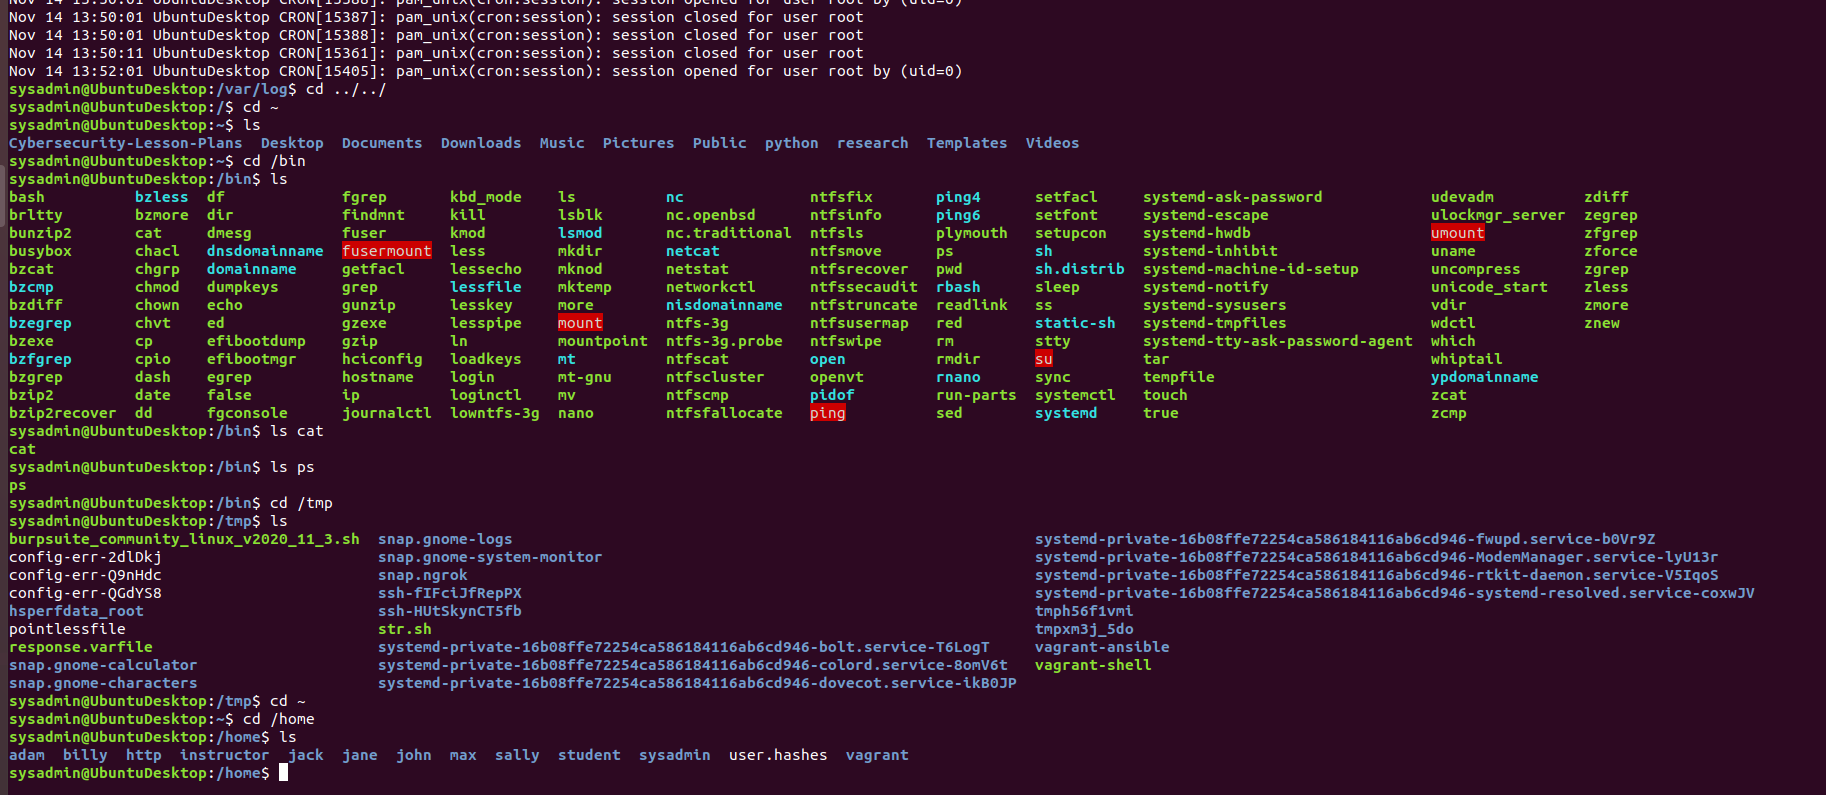 Nov 14 13:50:01 UbuntuDesktop CRON[15388]: pam_unix(cron:session): session opened for user root by (uid=0)
Nov 14 13:50:01 UbuntuDesktop CRON[15387]: pam_unix(cron:session): session closed for user root
Nov 14 13:50:01 UbuntuDesktop CRON[15388]: pam_unix(cron:session): session closed for user root
Nov 14 13:50:11 UbuntuDesktop CRON[15361]: pam_unix(cron:session): session closed for user root
Nov 14 13:52:01 UbuntuDesktop CRON[15405]: pam_unix(cron:session): session opened for user root by (uid=0)
sysadmin@UbuntuDesktop:/var/log$ cd ../../
sysadmin@UbuntuDesktop:/$ cd ~
sysadmin@UbuntuDesktop:~$ ls
Cybersecurity-Lesson-Plans  Desktop  Documents  Downloads  Music  Pictures  Public  python  research  Templates  Videos
sysadmin@UbuntuDesktop:~$ cd /bin
sysadmin@UbuntuDesktop:/bin$ ls
bash bzless df fgrep kbd_mode ls nc ntfsfix ping4 setfacl systemd-ask-password udevadm zdiff
brltty bzmore dir findmnt kill lsblk nc.openbsd ntfsinfo ping6 setfont systemd-escape ulockmgr_server zegrep
bunzip2 cat dmesg fuser kmod lsmod nc.traditional ntfsls plymouth setupcon systemd-hwdb umount zfgrep
busybox chacl dnsdomainname fusermount less mkdir netcat ntfsmove ps sh systemd-inhibit uname zforce
bzcat chgrp domainname getfacl lessecho mknod netstat ntfsrecover pwd sh.distrib systemd-machine-id-setup uncompress zgrep
bzcmp chmod dumpkeys grep lessfile mktemp networkctl ntfssecaudit rbash sleep systemd-notify unicode_start zless
bzdiff chown echo gunzip lesskey more nisdomainname ntfstruncate readlink ss systemd-sysusers vdir zmore
bzegrep chvt ed gzexe lesspipe mount ntfs-3g ntfsusermap red static-sh systemd-tmpfiles wdctl znew
bzexe cp efibootdump gzip ln mountpoint ntfs-3g.probe ntfswipe rm stty systemd-tty-ask-password-agent which
bzfgrep cpio efibootmgr hciconfig loadkeys mt ntfscat open rmdir su tar whiptail
bzgrep dash egrep hostname login mt-gnu ntfscluster openvt rnano sync tempfile ypdomainname
bzip2 date false ip loginctl mv ntfscmp pidof run-parts systemctl touch zcat
bzip2recover dd fgconsole journalctl lowntfs-3g nano ntfsfallocate ping sed systemd true zcmp
sysadmin@UbuntuDesktop:/bin$ ls cat
cat
sysadmin@UbuntuDesktop:/bin$ ls ps
ps
sysadmin@UbuntuDesktop:/bin$ cd /tmp
sysadmin@UbuntuDesktop:/tmp$ ls
burpsuite_community_linux_v2020_11_3.sh snap.gnome-logs systemd-private-16b08ffe72254ca586184116ab6cd946-fwupd.service-b0Vr9Z
config-err-2dlDkj snap.gnome-system-monitor systemd-private-16b08ffe72254ca586184116ab6cd946-ModemManager.service-lyU13r
config-err-Q9nHdc snap.ngrok systemd-private-16b08ffe72254ca586184116ab6cd946-rtkit-daemon.service-V5IqoS
config-err-QGdYS8 ssh-fIFciJfRepPX systemd-private-16b08ffe72254ca586184116ab6cd946-systemd-resolved.service-coxwJV
hsperfdata_root ssh-HUtSkynCT5fb tmph56f1vmi
pointlessfile str.sh tmpxm3j_5do
response.varfile systemd-private-16b08ffe72254ca586184116ab6cd946-bolt.service-T6LogT vagrant-ansible
snap.gnome-calculator systemd-private-16b08ffe72254ca586184116ab6cd946-colord.service-8omV6t vagrant-shell
snap.gnome-characters systemd-private-16b08ffe72254ca586184116ab6cd946-dovecot.service-ikB0JP
sysadmin@UbuntuDesktop:/tmp$ cd ~
sysadmin@UbuntuDesktop:~$ cd /home
sysadmin@UbuntuDesktop:/home$ ls
adam  billy  http  instructor  jack  jane  john  max  sally  student  sysadmin  user.hashes  vagrant
sysadmin@UbuntuDesktop:/home$